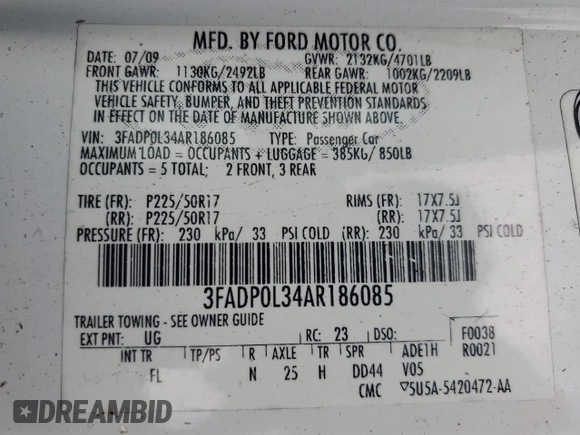 MFD. BY FORD MOTOR CO.
DATE: 07/09 GVWR: 2132KG/4701LB
FRONT GAWR: 1130KG/2492LB REAR GAWR: 1002KG/2209LB
THIS VEHICLE CONFORMS TO ALL APPLICABLE FEDERAL MOTOR
VEHICLE SAFETY, BUMPER, AND THEFT PREVENTION STANDARDS
IN EFFECT ON THE DATE OF MANUFACTURE SHOWN ABOVE.
VIN: 3FADP0L34AR186085 TYPE: Passenger Car
MAXIMUM LOAD = OCCUPANTS + LUGGAGE = 385KG/ 850LB
OCCUPANTS = 5 TOTAL; 2 FRONT, 3 REAR
TIRE (FR): P225/50R17 RIMS (FR): 17X7.5J
(RR): P225/50R17 (RR): 17X7.5J
PRESSURE (FR): 230 kPa/ 33 PSI COLD (RR): 230 kPa/ 33 PSI COLD
3FADP0L34AR186085
TRAILER TOWING - SEE OWNER GUIDE
EXT PNT: UG RC: 23 DSO: F0038
R0021
INT TR TP/PS R AXLE TR SPR ADE1H
FL N 25 H DD44 V05
CMC ▽5U5A-5420472-AA
DREAMBID